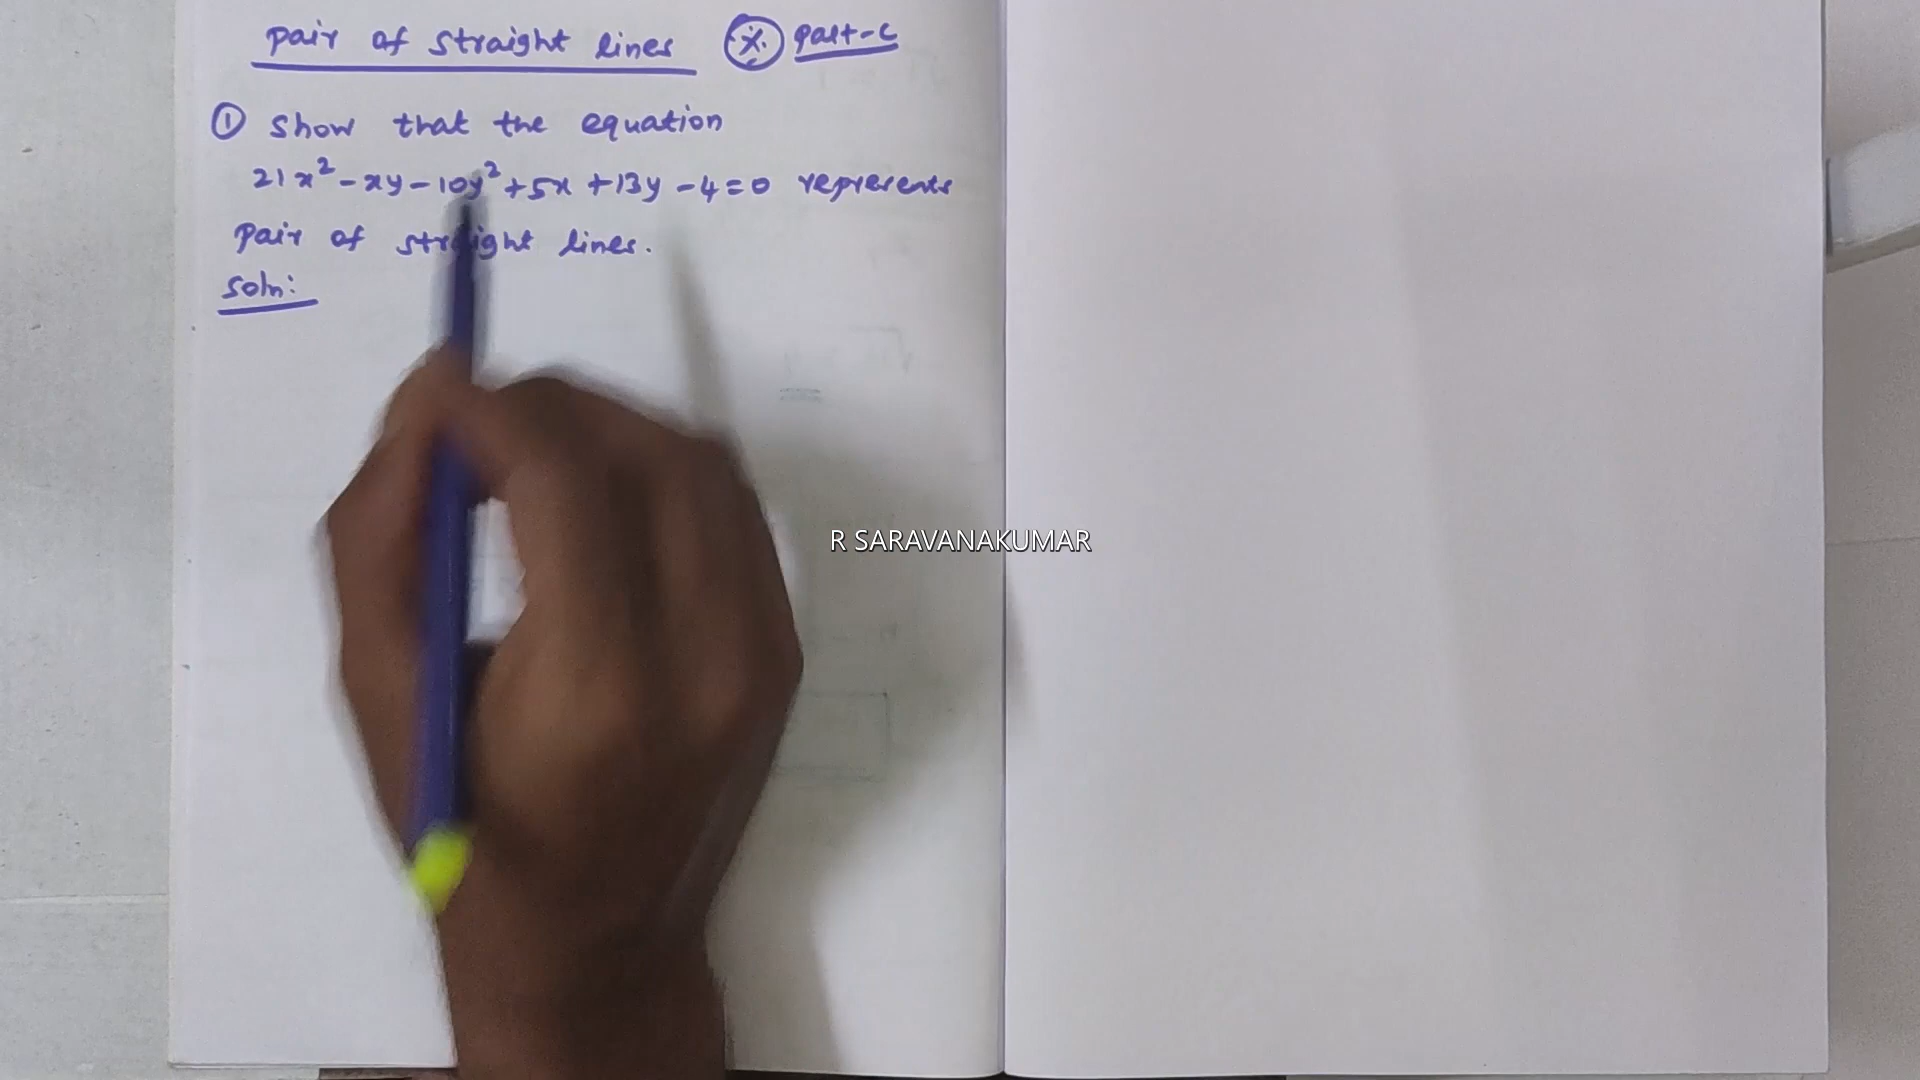 pair of straight lines (X) part-c
① show that the equation
21x² - xy - 10y² + 5x + 13y - 4 = 0 represents
pair of straight lines.
Soln:
R SARAVANAKUMAR